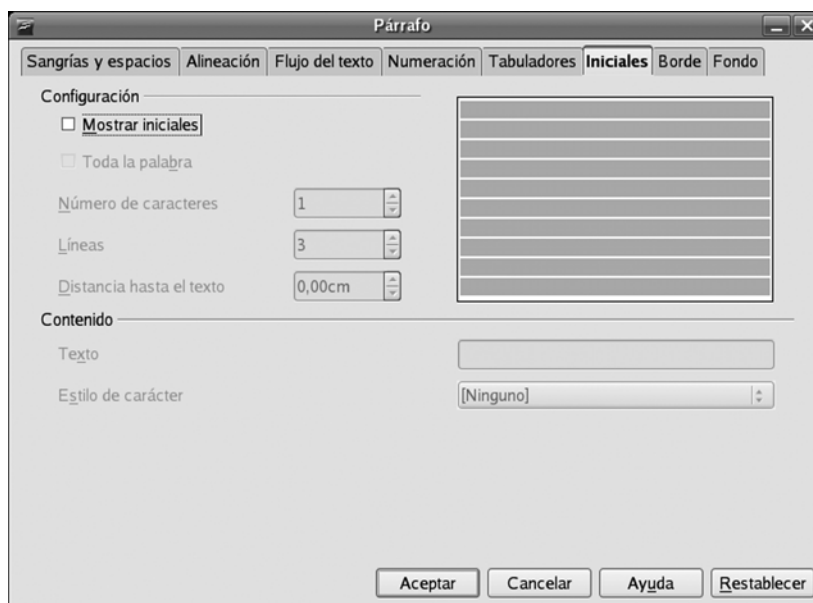 Párrafo
Sangrías y espacios Alineación Flujo del texto Numeración Tabuladores Iniciales Borde Fondo
Configuración
Mostrar iniciales
Toda la palabra
Número de caracteres 1
Líneas 3
Distancia hasta el texto 0,00cm
Contenido
Texto
Estilo de carácter [Ninguno]
Aceptar Cancelar Ayuda Restablecer